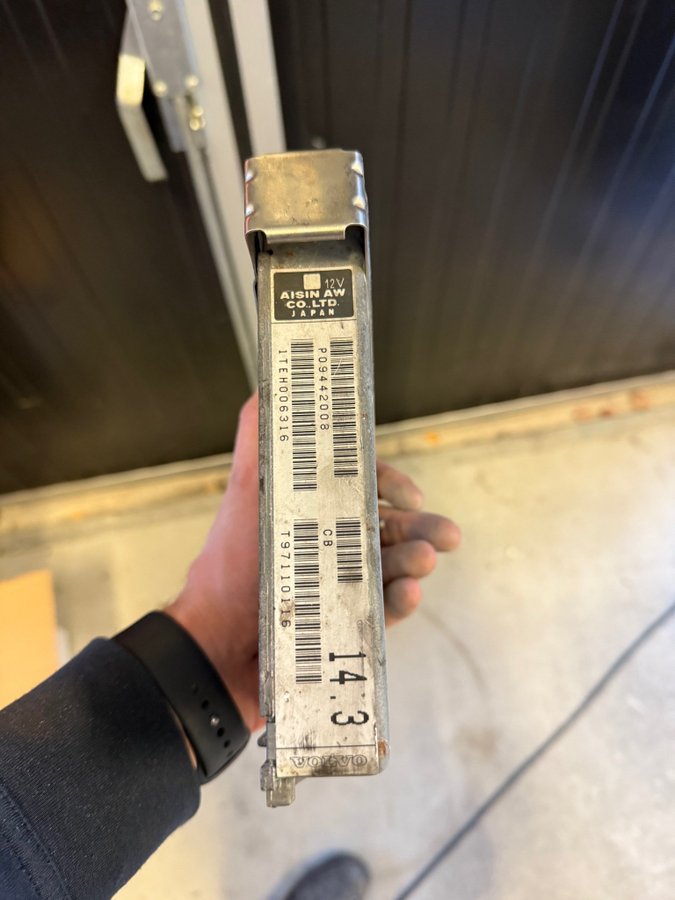 12V
AISIN AW
CO.,LTD.
JAPAN
P09442008
1TEH006316
CB
T97110116
14.3
VOLVO